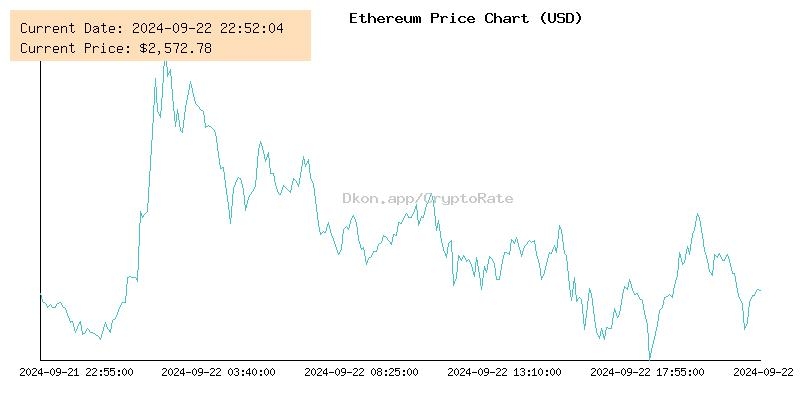 Ethereum Price Chart (USD)
Current Date: 2024-09-22 22:52:04
Current Price: $2,572.78
Dkon.app/CryptoRate
2024-09-21 22:55:00 2024-09-22 03:40:00 2024-09-22 08:25:00 2024-09-22 13:10:00 2024-09-22 17:55:00 2024-09-22